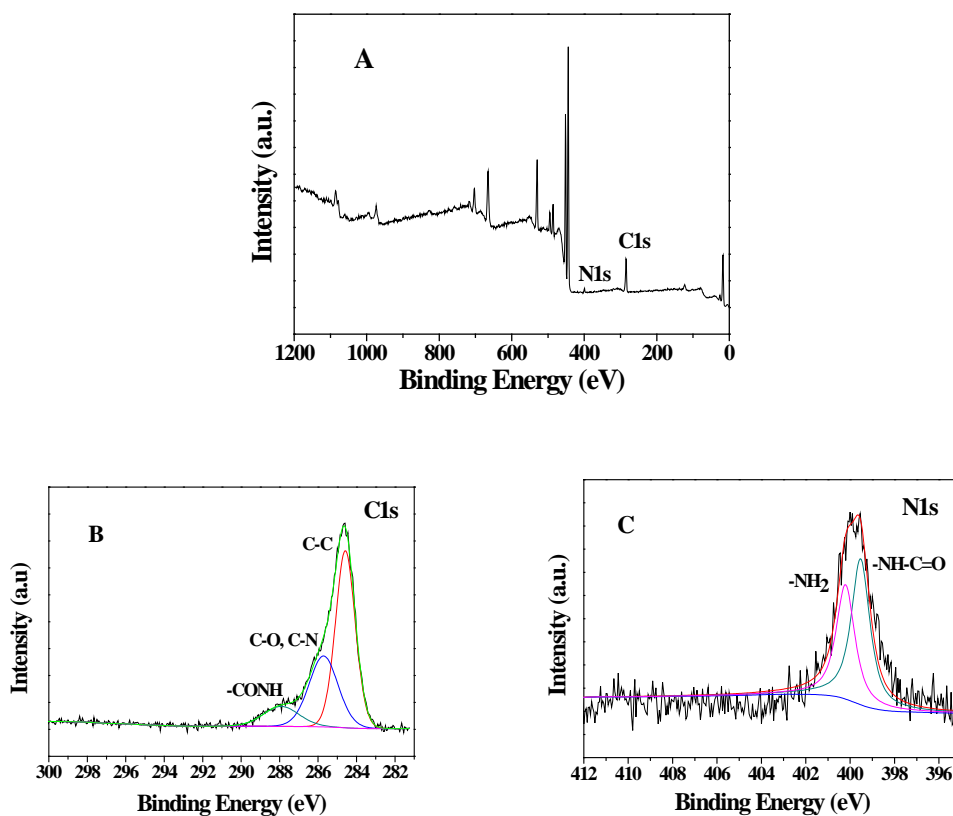 A
Intensity (a.u.)
C1s
N1s
1200 1000 800 600 400 200 0
Binding Energy (eV)
C1s
B
C-C
C-O, C-N
-CONH
Intensity (a.u)
300 298 296 294 292 290 288 286 284 282
Binding Energy (eV)
N1s
C
-NH-C=O
-NH2
Intensity (a.u.)
412 410 408 406 404 402 400 398 396
Binding Energy (eV)